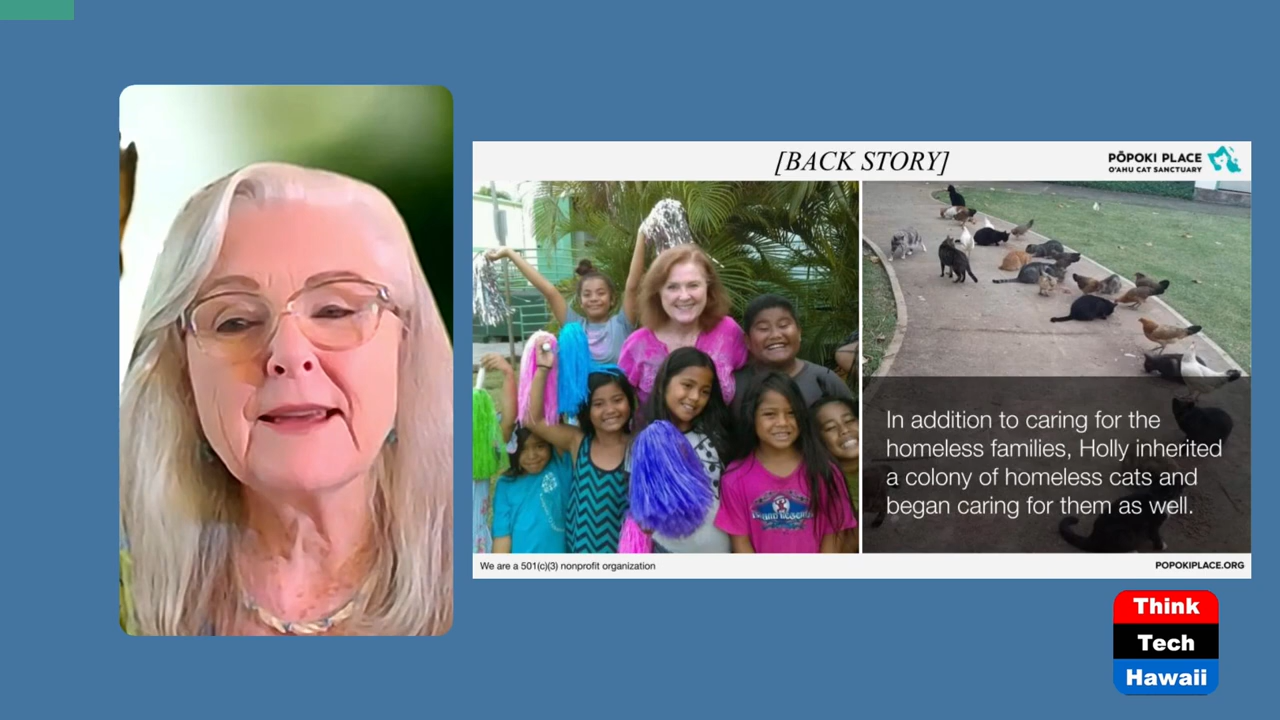 [BACK STORY]
PŌPOKI PLACE
O'AHU CAT SANCTUARY
In addition to caring for the
homeless families, Holly inherited
a colony of homeless cats and
began caring for them as well.
We are a 501(c)(3) nonprofit organization
POPOKIPLACE.ORG
Think
Tech
Hawaii